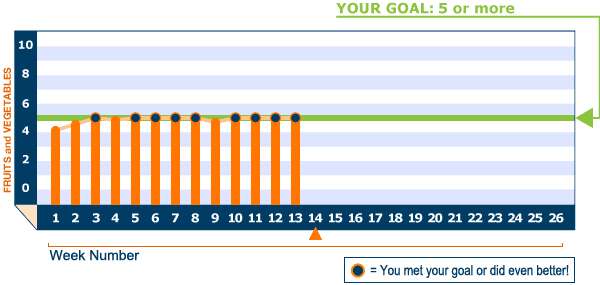 YOUR GOAL: 5 or more
FRUITS and VEGETABLES
10
8
6
4
2
0
1 2 3 4 5 6 7 8 9 10 11 12 13 14 15 16 17 18 19 20 21 22 23 24 25 26
Week Number
= You met your goal or did even better!